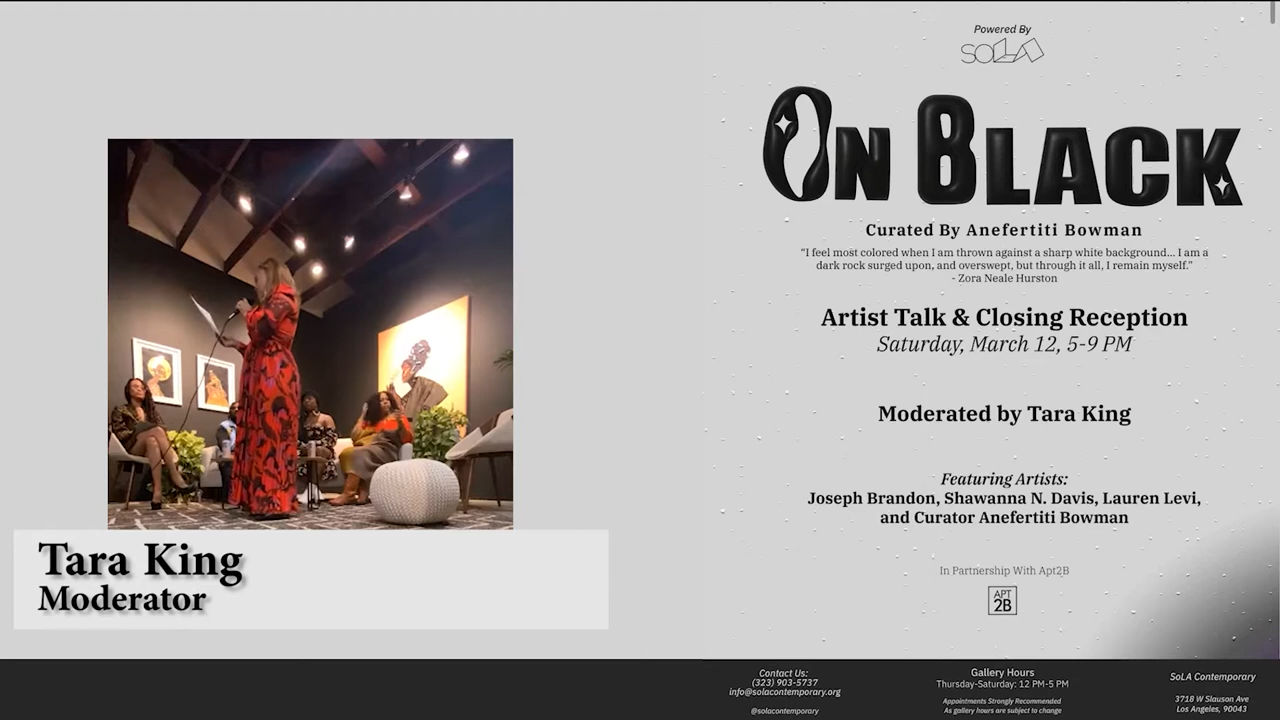 Powered By
SOLA
ON BLACK
Curated By Anefertiti Bowman
“I feel most colored when I am thrown against a sharp white background... I am a
dark rock surged upon, and overswept, but through it all, I remain myself.”
- Zora Neale Hurston
Artist Talk & Closing Reception
Saturday, March 12, 5-9 PM
Moderated by Tara King
Featuring Artists:
Joseph Brandon, Shawanna N. Davis, Lauren Levi,
and Curator Anefertiti Bowman
In Partnership With Apt2B
APT
2B
Tara King
Moderator
Contact Us:
(323) 903-5737
info@solacontemporary.org
@solacontemporary
Gallery Hours
Thursday-Saturday: 12 PM-5 PM
Appointments Strongly Recommended
As gallery hours are subject to change
SoLA Contemporary
3718 W Slauson Ave
Los Angeles, 90043